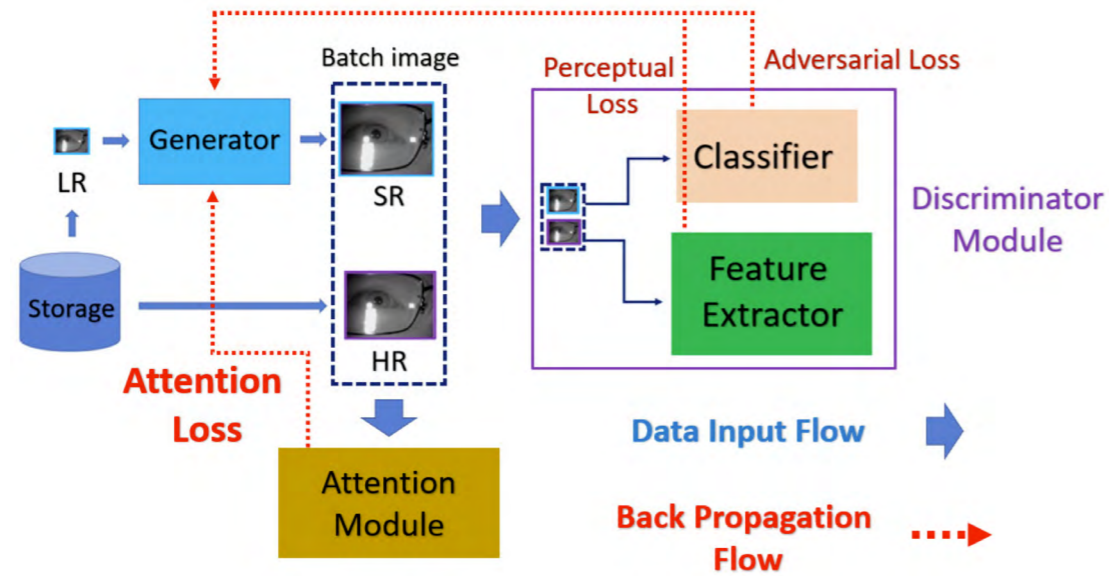 Batch image
Perceptual
Loss
Adversarial Loss
Generator
LR
SR
Classifier
Discriminator
Module
Storage
HR
Feature
Extractor
Attention
Loss
Data Input Flow
Attention
Module
Back Propagation
Flow